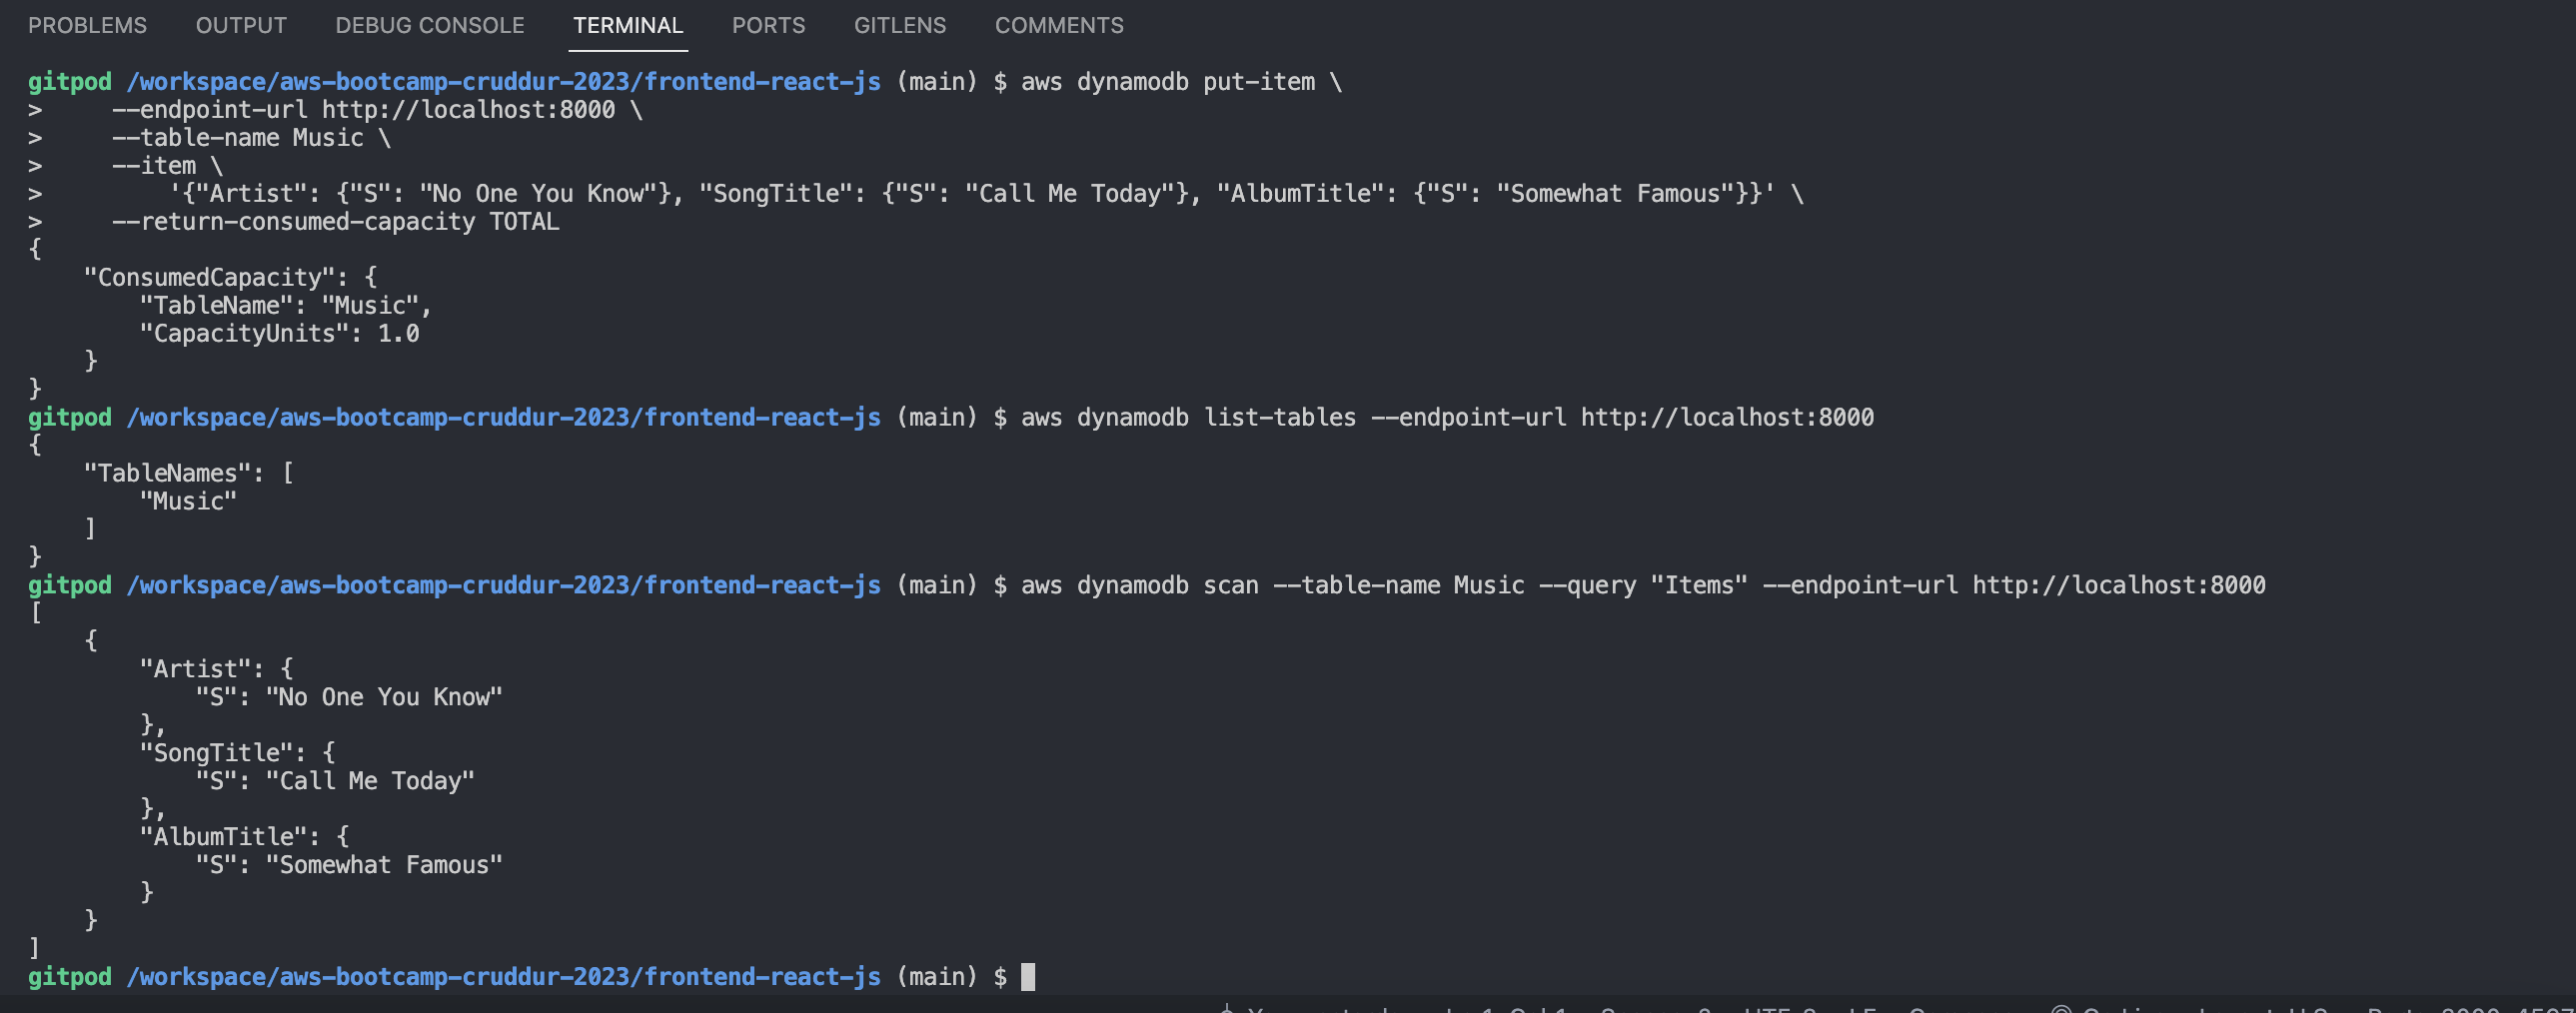 PROBLEMS OUTPUT DEBUG CONSOLE TERMINAL PORTS GITLENS COMMENTS
gitpod /workspace/aws-bootcamp-cruddur-2023/frontend-react-js (main) $ aws dynamodb put-item \
>     --endpoint-url http://localhost:8000 \
>     --table-name Music \
>     --item \
>         '{"Artist": {"S": "No One You Know"}, "SongTitle": {"S": "Call Me Today"}, "AlbumTitle": {"S": "Somewhat Famous"}}' \
>     --return-consumed-capacity TOTAL
{
    "ConsumedCapacity": {
        "TableName": "Music",
        "CapacityUnits": 1.0
    }
}
gitpod /workspace/aws-bootcamp-cruddur-2023/frontend-react-js (main) $ aws dynamodb list-tables --endpoint-url http://localhost:8000
{
    "TableNames": [
        "Music"
    ]
}
gitpod /workspace/aws-bootcamp-cruddur-2023/frontend-react-js (main) $ aws dynamodb scan --table-name Music --query "Items" --endpoint-url http://localhost:8000
[
    {
        "Artist": {
            "S": "No One You Know"
        },
        "SongTitle": {
            "S": "Call Me Today"
        },
        "AlbumTitle": {
            "S": "Somewhat Famous"
        }
    }
]
gitpod /workspace/aws-bootcamp-cruddur-2023/frontend-react-js (main) $